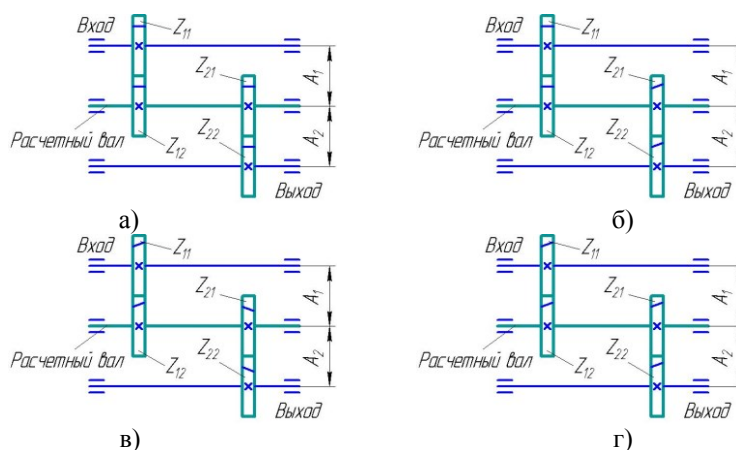 Вход Z₁₁
Z₂₁ A₁
Расчетный вал Z₁₂ Z₂₂ A₂
Выход
а)
Вход Z₁₁
Z₂₁ A₁
Расчетный вал Z₁₂ Z₂₂ A₂
Выход
б)
Вход Z₁₁
Z₂₁ A₁
Расчетный вал Z₁₂ Z₂₂ A₂
Выход
в)
Вход Z₁₁
Z₂₁ A₁
Расчетный вал Z₁₂ Z₂₂ A₂
Выход
г)